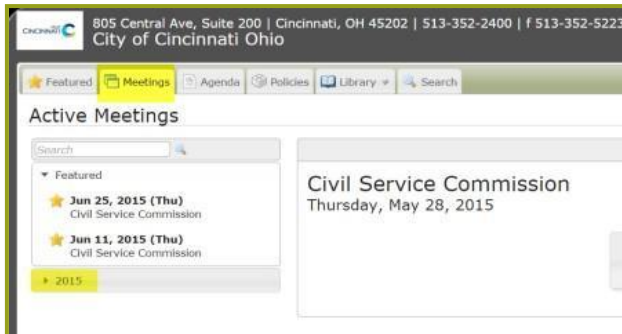 CINCINNATI
805 Central Ave, Suite 200 | Cincinnati, OH 45202 | 513-352-2400 | f 513-352-5223
City of Cincinnati Ohio
Featured Meetings Agenda Policies Library Search
Active Meetings
Search
Featured
Jun 25, 2015 (Thu)
Civil Service Commission
Jun 11, 2015 (Thu)
Civil Service Commission
2015
Civil Service Commission
Thursday, May 28, 2015